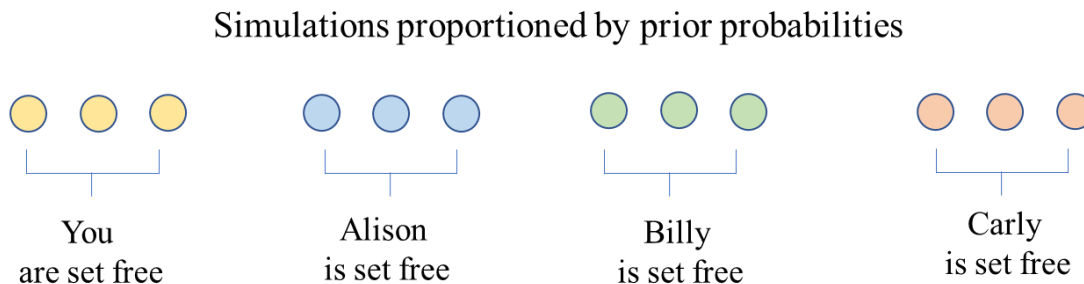 Simulations proportioned by prior probabilities
You
are set free
Alison
is set free
Billy
is set free
Carly
is set free